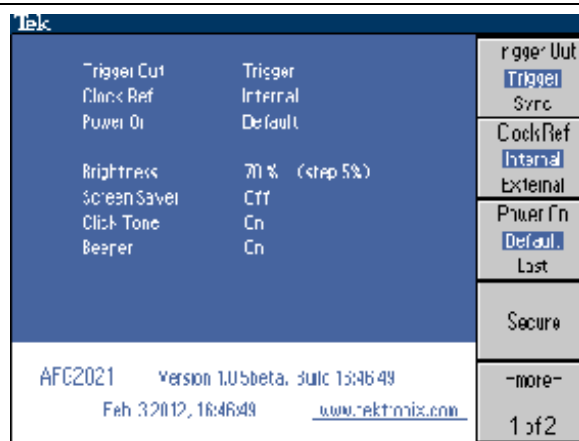 Tek
Trigger Out Trigger
Clock Ref Internal
Power On Default
Brightness 70 % (step 5%)
Screen Saver Off
Click Tone On
Beeper On
AFG2021 Version 1.0.5beta, Build 16:46:49
Feb 3 2012, 16:46:49 www.tektronix.com
Trigger Out
Trigger
Sync
Clock Ref
Internal
External
Power On
Default
Last
Secure
-more-
1 of 2